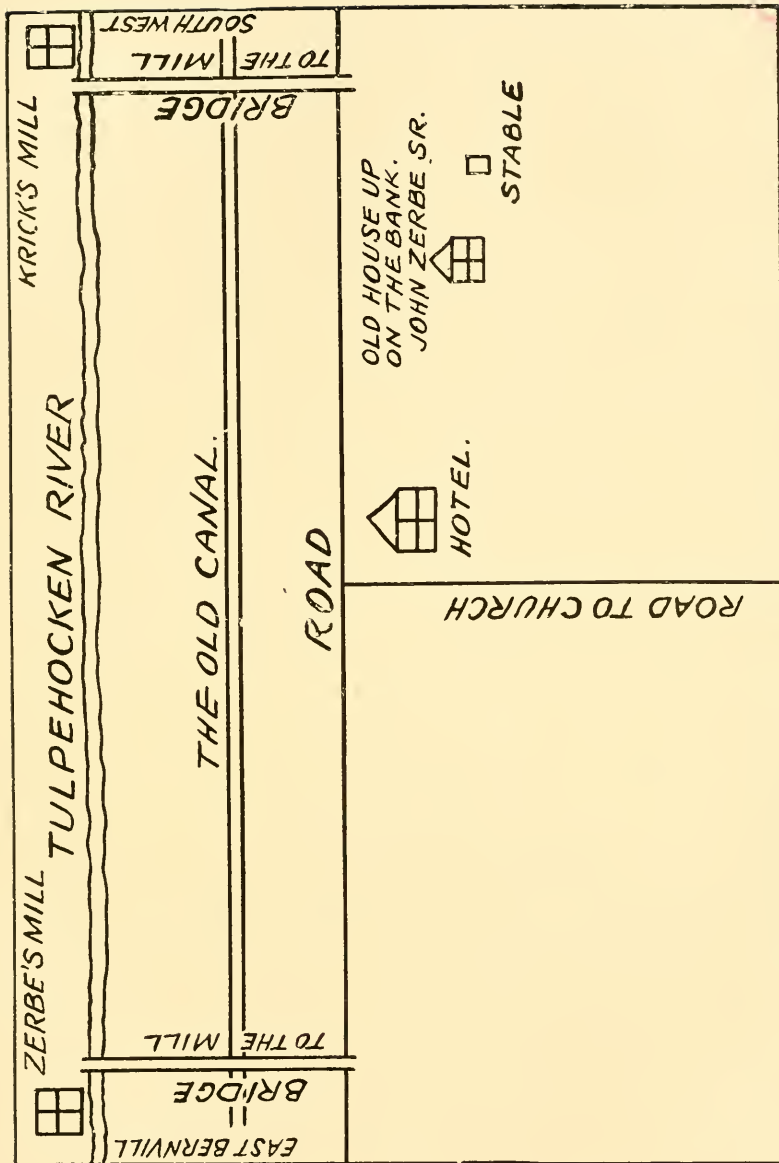 ZERBE'S MILL
KRICK'S MILL
TULPEHOCKEN RIVER
EAST BERNVILL
BRIDGE
TO THE MILL
SOUTH WEST
TO THE MILL
BRIDGE
THE OLD CANAL.
ROAD
OLD HOUSE UP
ON THE BANK.
JOHN ZERBE SR.
HOTEL.
STABLE
ROAD TO CHURCH